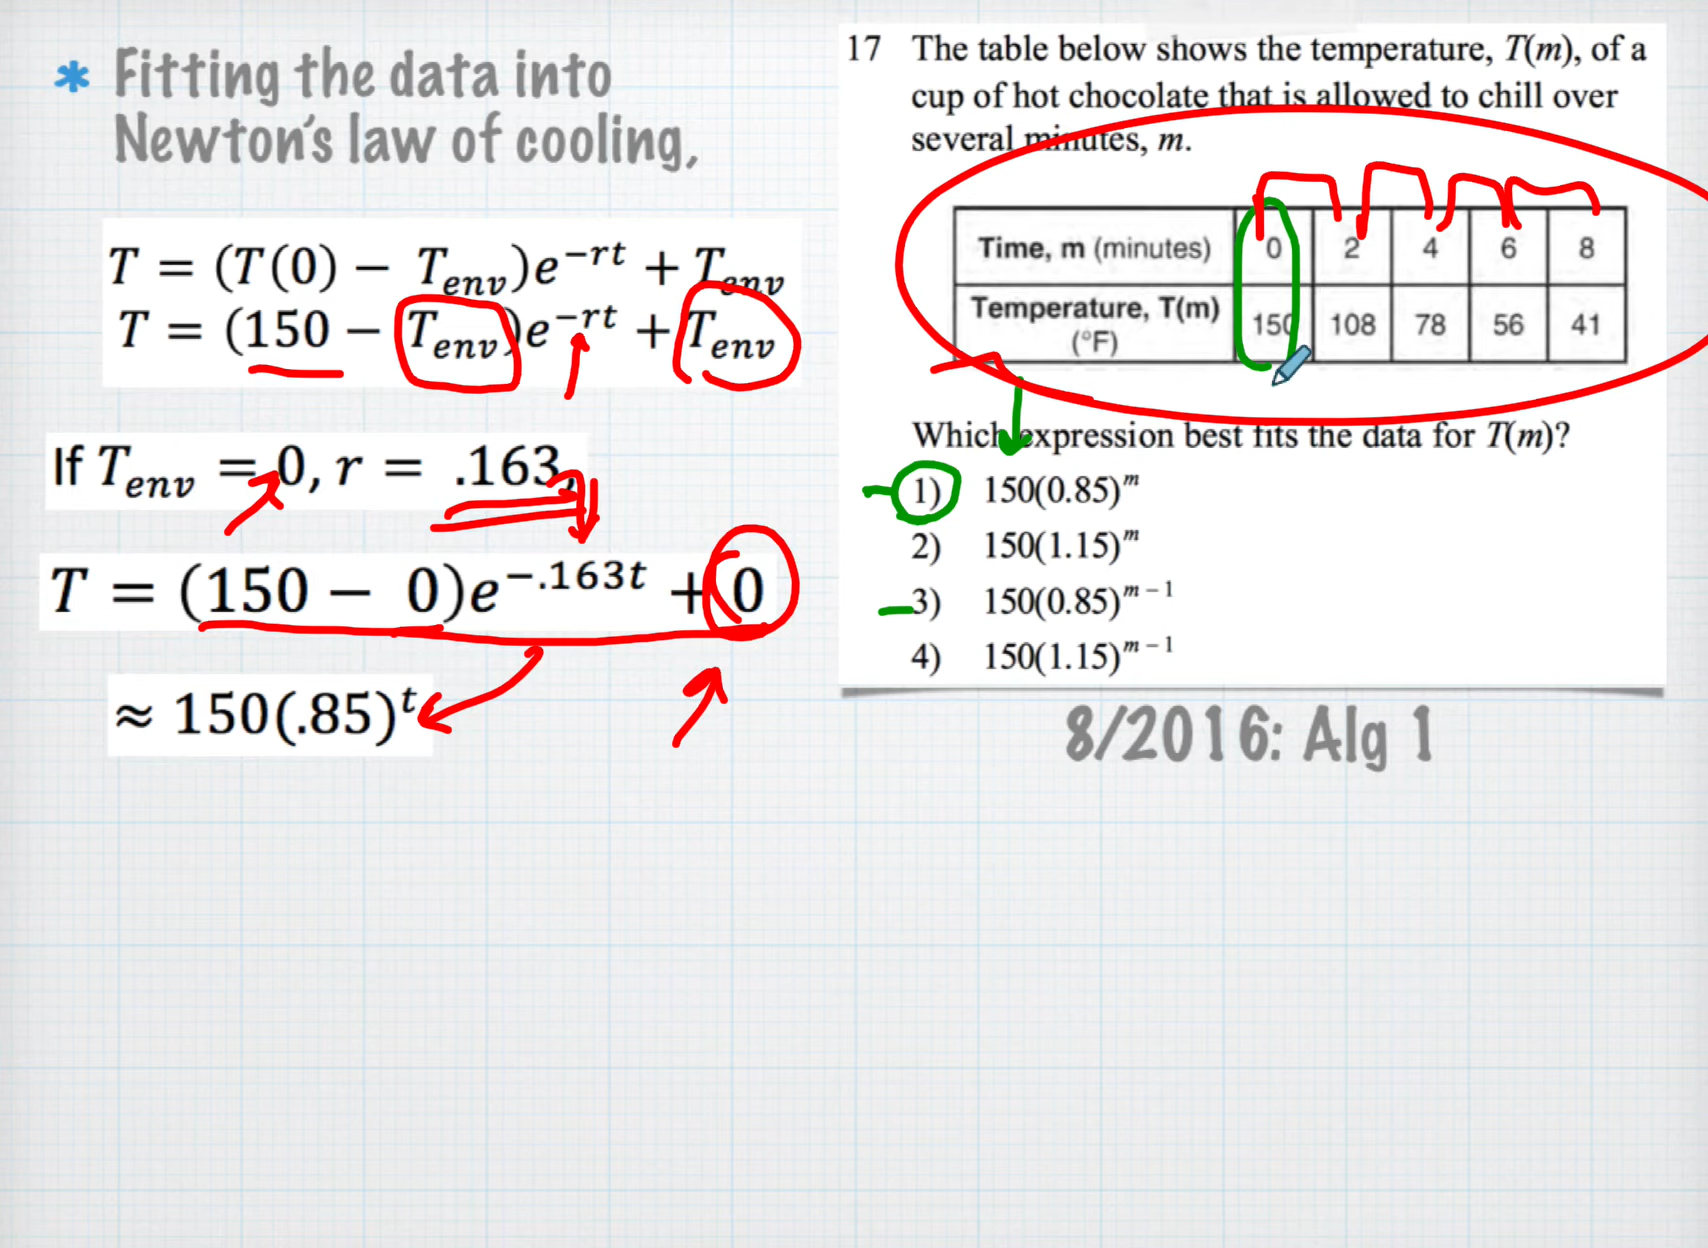 * Fitting the data into
Newton's law of cooling,
T = (T(0) − T_env)e^−rt + T_env
T = (150 − T_env)e^−rt + T_env
If T_env = 0, r = .163,
T = (150 − 0)e^−.163t + 0
≈ 150(.85)^t
17 The table below shows the temperature, T(m), of a
cup of hot chocolate that is allowed to chill over
several minutes, m.
Time, m (minutes) 0 2 4 6 8
Temperature, T(m) (°F) 150 108 78 56 41
Which expression best fits the data for T(m)?
1) 150(0.85)^m
2) 150(1.15)^m
3) 150(0.85)^m − 1
4) 150(1.15)^m − 1
8/2016: Alg 1